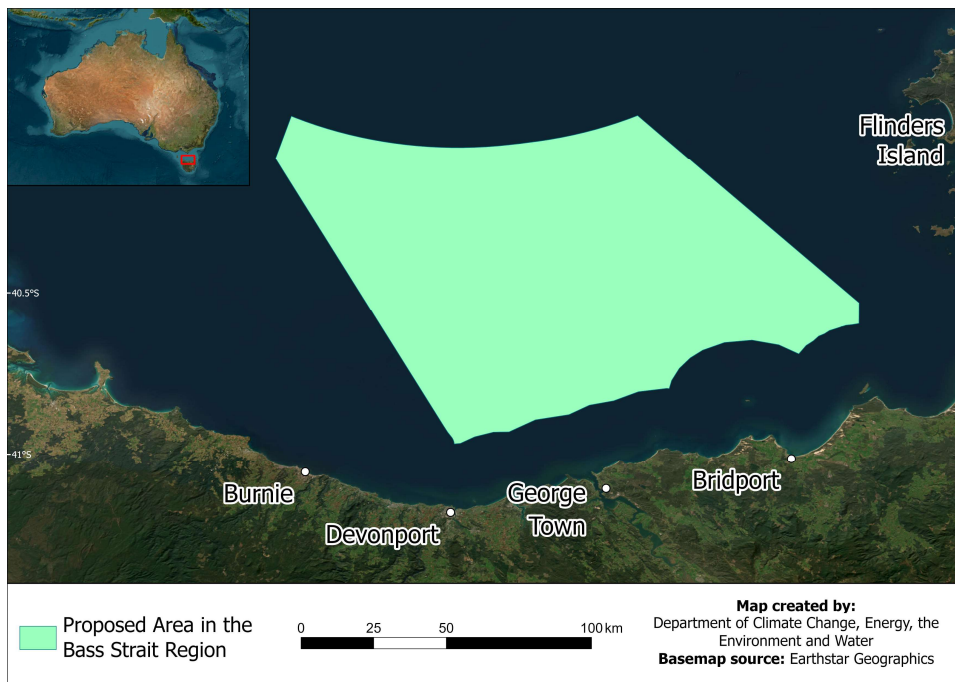 Flinders
Island
40.5°S
41°S
Burnie
Devonport
George
Town
Bridport
Proposed Area in the
Bass Strait Region
0 25 50 100 km
Map created by:
Department of Climate Change, Energy, the
Environment and Water
Basemap source: Earthstar Geographics